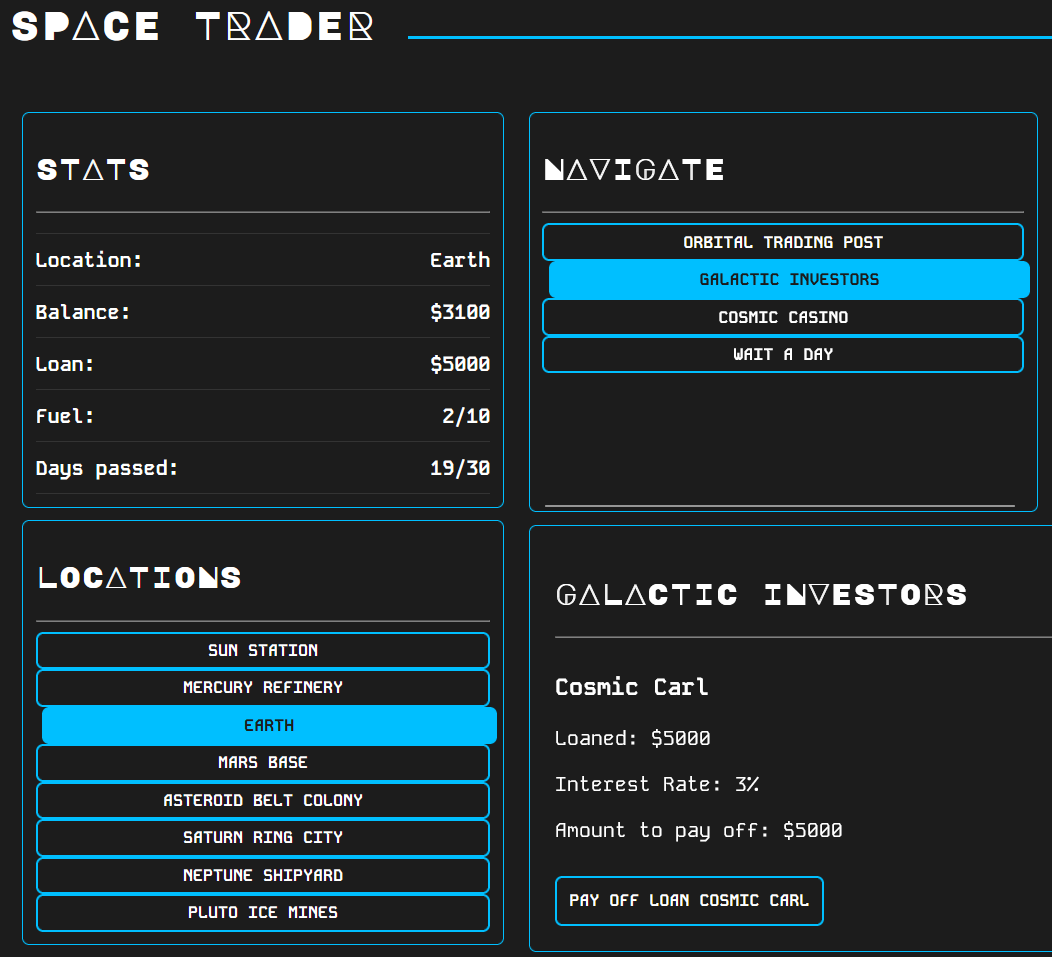 SPACE TRADER
STATS
Location: Earth
Balance: $3100
Loan: $5000
Fuel: 2/10
Days passed: 19/30
NAVIGATE
ORBITAL TRADING POST
GALACTIC INVESTORS
COSMIC CASINO
WAIT A DAY
LOCATIONS
SUN STATION
MERCURY REFINERY
EARTH
MARS BASE
ASTEROID BELT COLONY
SATURN RING CITY
NEPTUNE SHIPYARD
PLUTO ICE MINES
GALACTIC INVESTORS
Cosmic Carl
Loaned: $5000
Interest Rate: 3%
Amount to pay off: $5000
PAY OFF LOAN COSMIC CARL